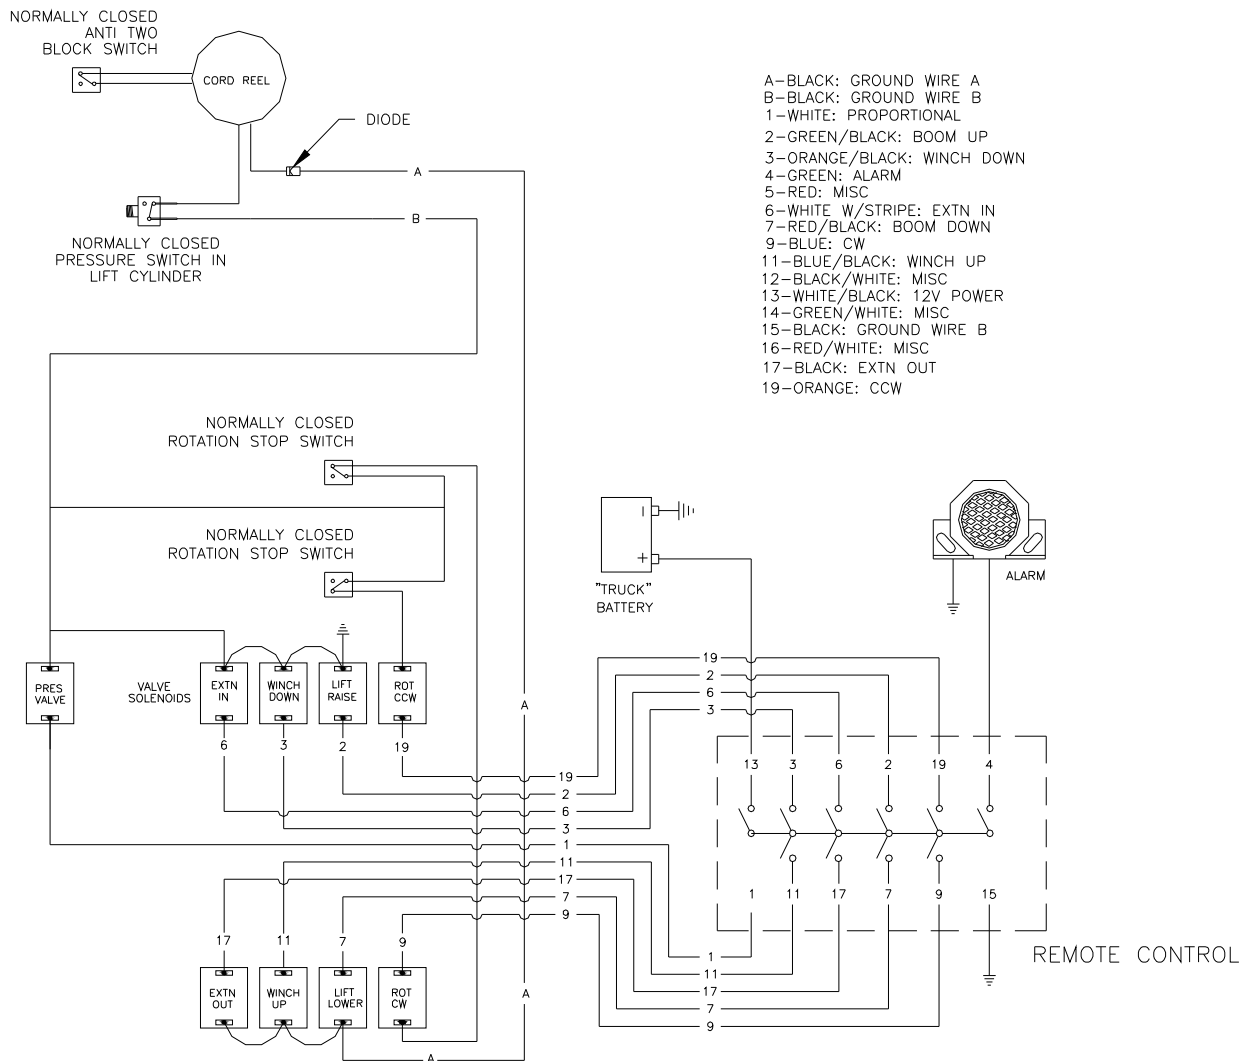 NORMALLY CLOSED
ANTI TWO
BLOCK SWITCH
CORD REEL
DIODE
A
B
NORMALLY CLOSED
PRESSURE SWITCH IN
LIFT CYLINDER
A-BLACK: GROUND WIRE A
B-BLACK: GROUND WIRE B
1-WHITE: PROPORTIONAL
2-GREEN/BLACK: BOOM UP
3-ORANGE/BLACK: WINCH DOWN
4-GREEN: ALARM
5-RED: MISC
6-WHITE W/STRIPE: EXTN IN
7-RED/BLACK: BOOM DOWN
9-BLUE: CW
11-BLUE/BLACK: WINCH UP
12-BLACK/WHITE: MISC
13-WHITE/BLACK: 12V POWER
14-GREEN/WHITE: MISC
15-BLACK: GROUND WIRE B
16-RED/WHITE: MISC
17-BLACK: EXTN OUT
19-ORANGE: CCW
NORMALLY CLOSED
ROTATION STOP SWITCH
NORMALLY CLOSED
ROTATION STOP SWITCH
- +
"TRUCK"
BATTERY
ALARM
PRES
VALVE
VALVE
SOLENOIDS
EXTN
IN
WINCH
DOWN
LIFT
RAISE
ROT
CCW
6 3 2 19
A
19
2
6
3
19
2
6
3
1
11
17
7
9
13 3 6 2 19 4
1 11 17 7 9 15
REMOTE CONTROL
17 11 7 9
EXTN
OUT
WINCH
UP
LIFT
LOWER
ROT
CW
A
A
1
11
17
7
9